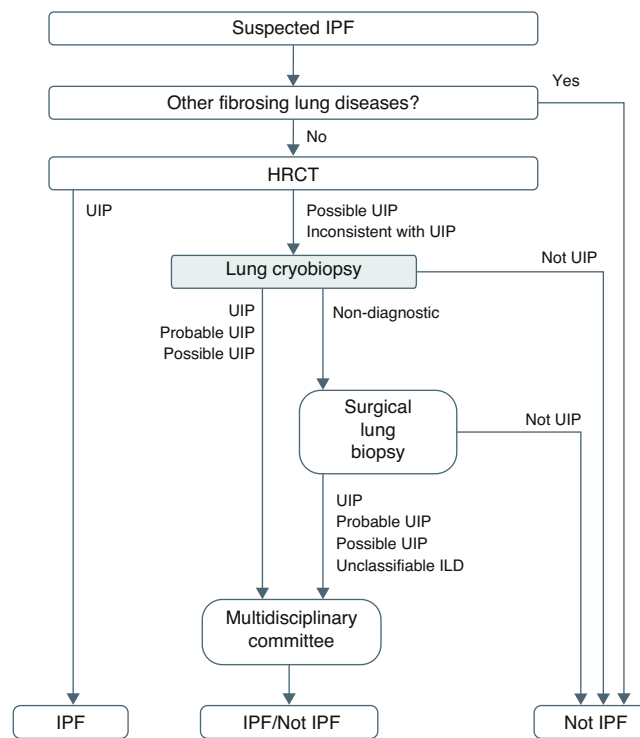 Suspected IPF
Yes
Other fibrosing lung diseases?
No
HRCT
UIP
Possible UIP
Inconsistent with UIP
Not UIP
Lung cryobiopsy
UIP
Probable UIP
Possible UIP
Non-diagnostic
Surgical
lung
biopsy
Not UIP
UIP
Probable UIP
Possible UIP
Unclassifiable ILD
Multidisciplinary
committee
IPF
IPF/Not IPF
Not IPF